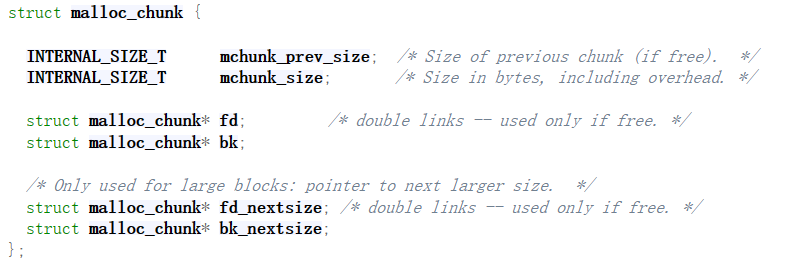 struct malloc_chunk {
INTERNAL_SIZE_T mchunk_prev_size; /* Size of previous chunk (if free). */
INTERNAL_SIZE_T mchunk_size; /* Size in bytes, including overhead. */
struct malloc_chunk* fd; /* double links -- used only if free. */
struct malloc_chunk* bk;
/* Only used for large blocks: pointer to next larger size. */
struct malloc_chunk* fd_nextsize; /* double links -- used only if free. */
struct malloc_chunk* bk_nextsize;
};